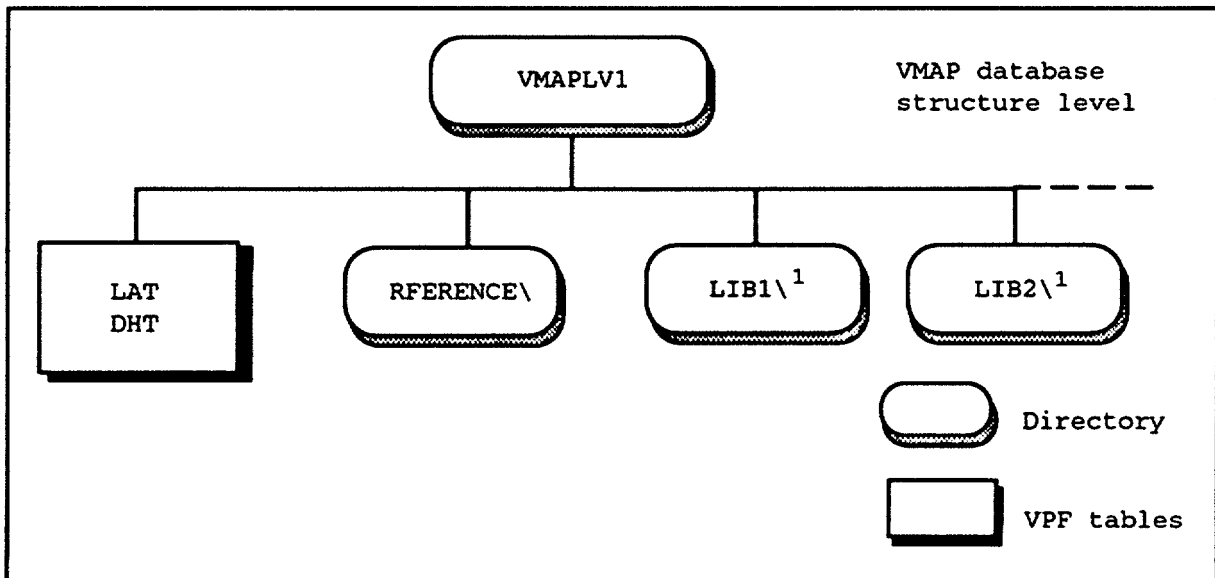 VMAPLV1
VMAP database
structure level
LAT
DHT
RFERENCE\
LIB1\¹
LIB2\¹
Directory
VPF tables